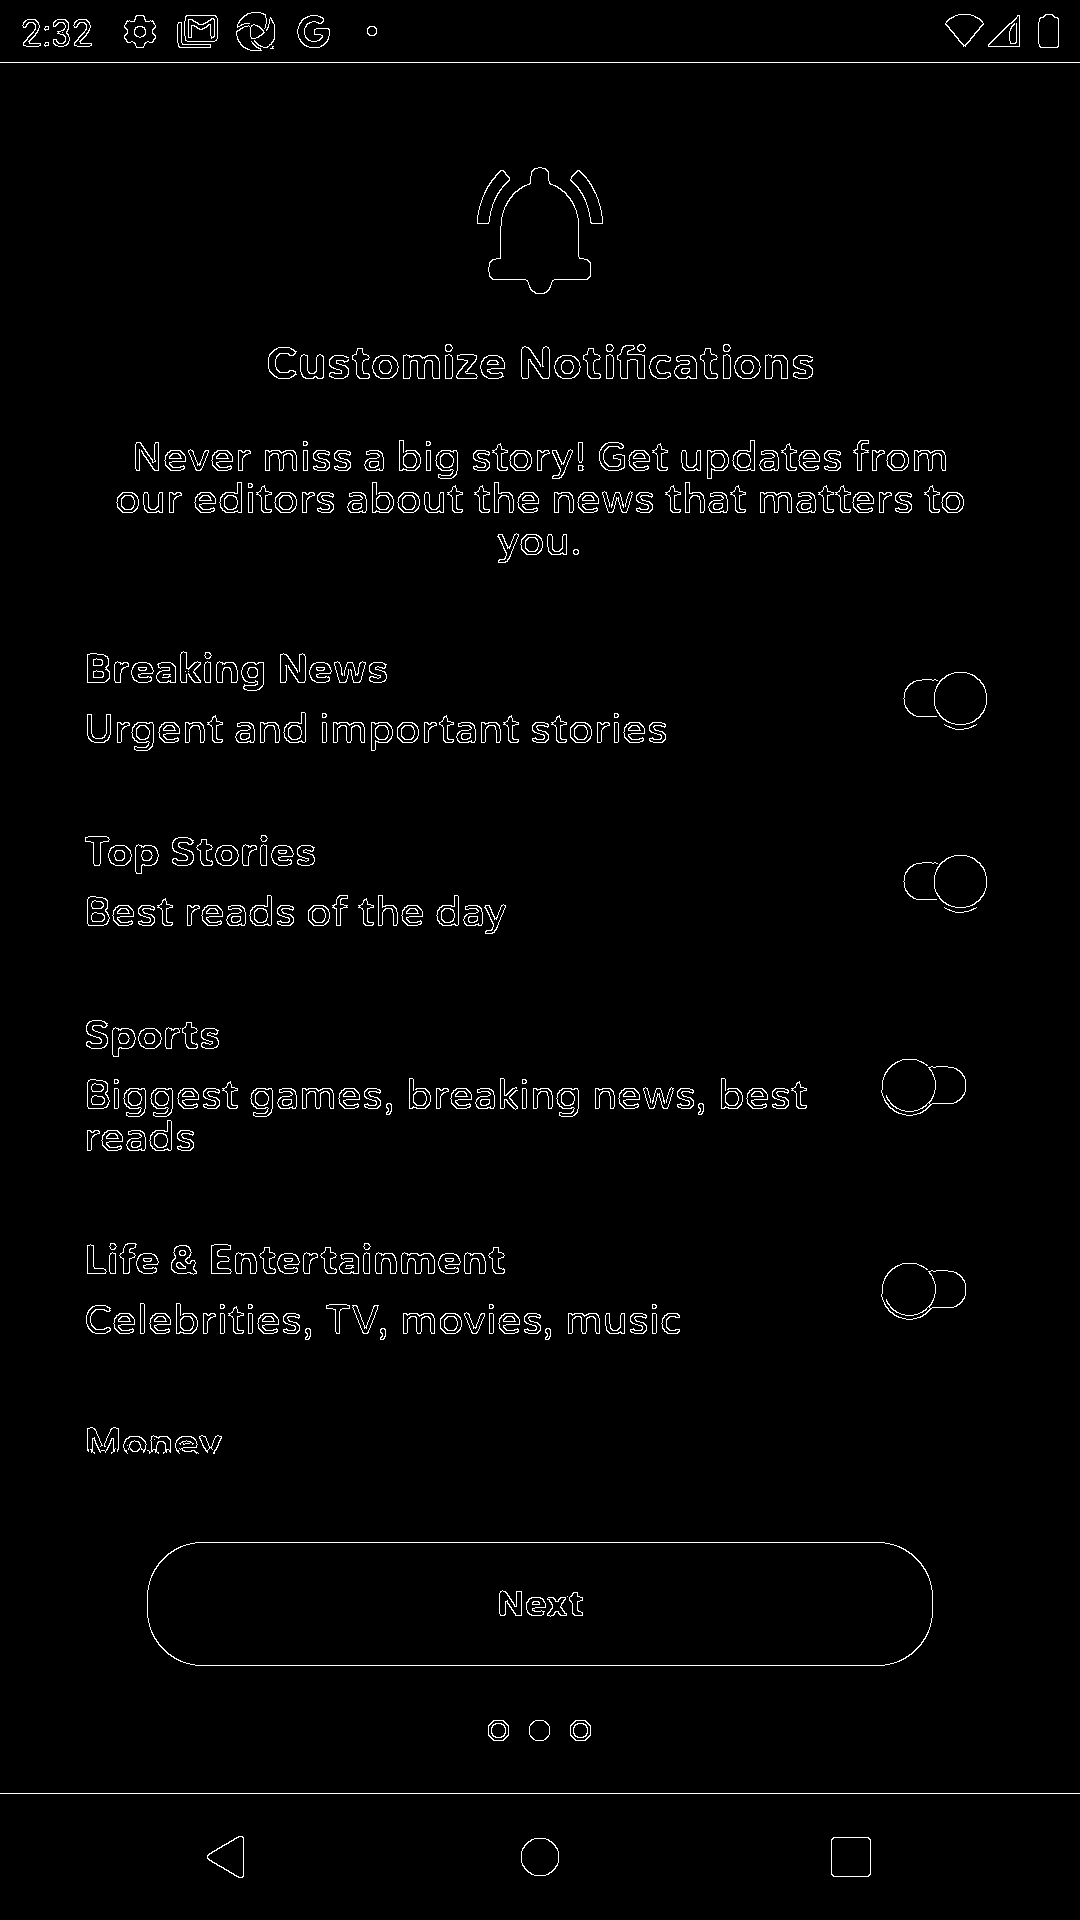 2:32
Customize Notifications
Never miss a big story! Get updates from
our editors about the news that matters to
you.
Breaking News
Urgent and important stories
Top Stories
Best reads of the day
Sports
Biggest games, breaking news, best
reads
Life & Entertainment
Celebrities, TV, movies, music
Money
Next